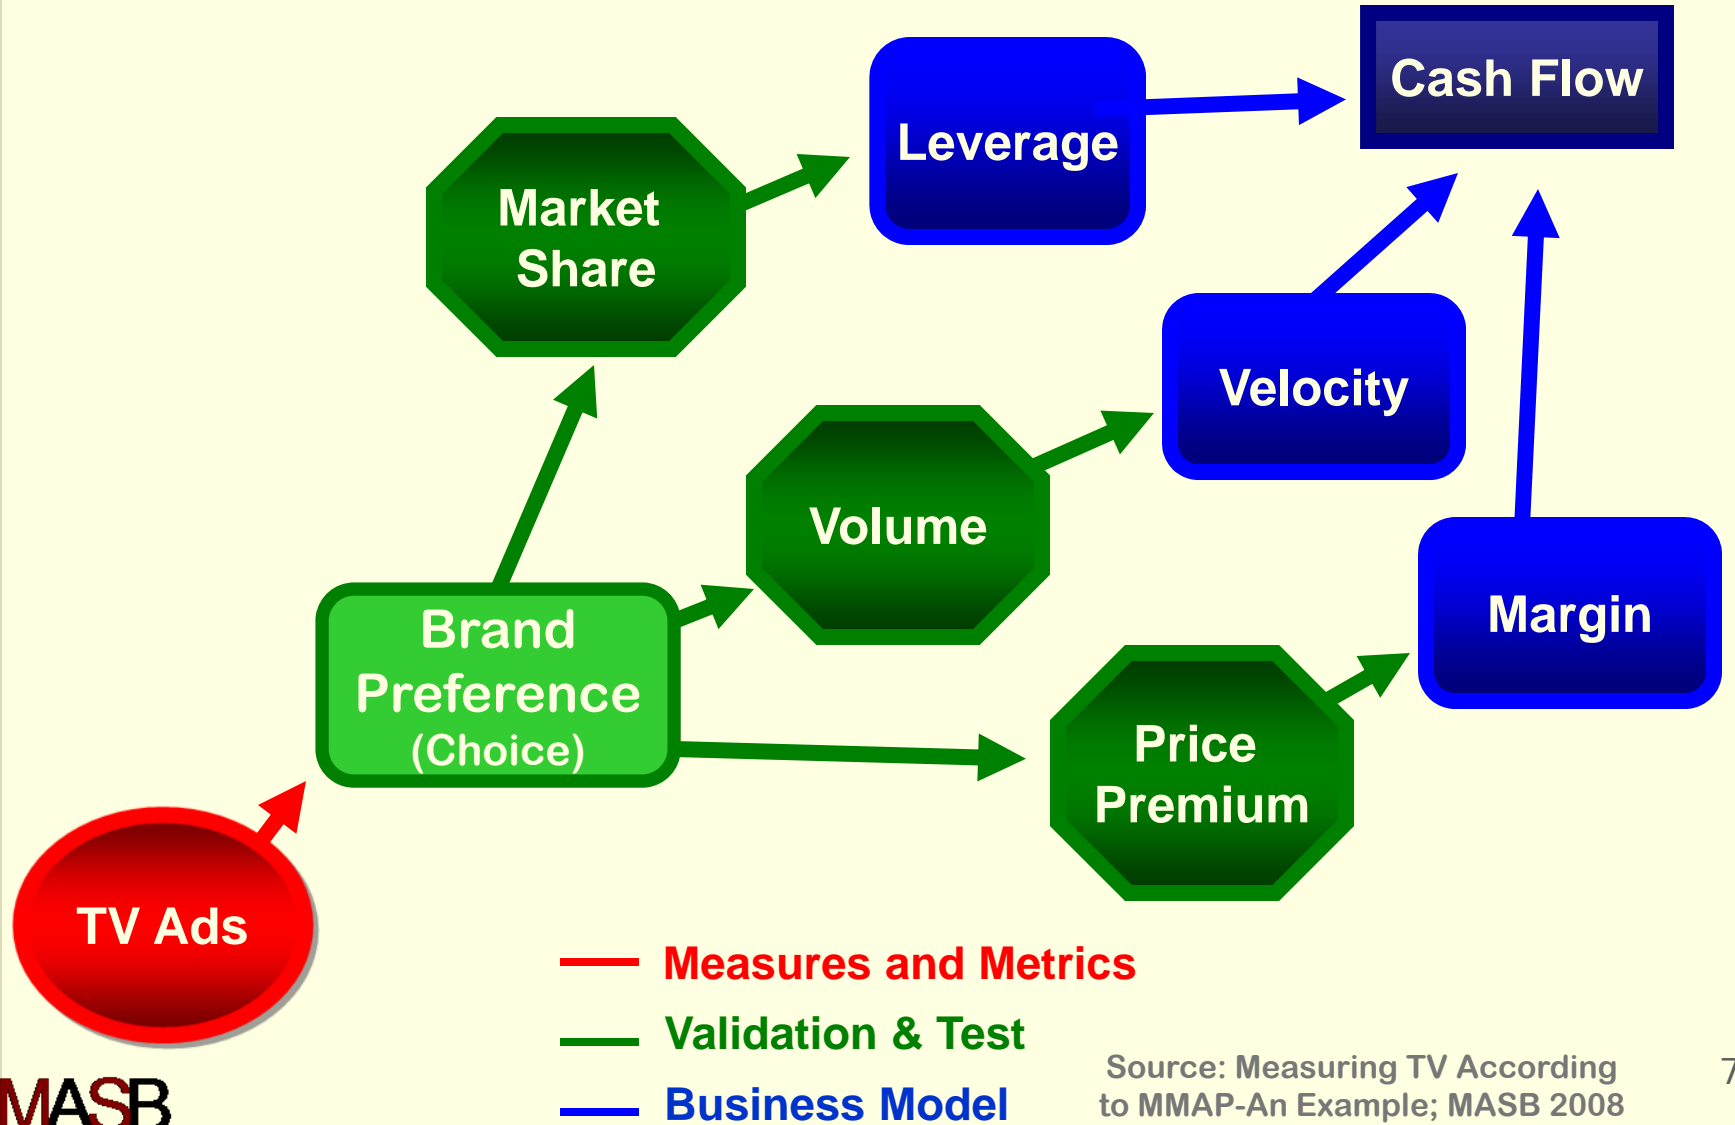 Cash Flow
Leverage
Market
Share
Velocity
Volume
Margin
Brand
Preference
(Choice)
Price
Premium
TV Ads
Measures and Metrics
Validation & Test
Business Model
Source: Measuring TV According
to MMAP-An Example; MASB 2008
7
MASB